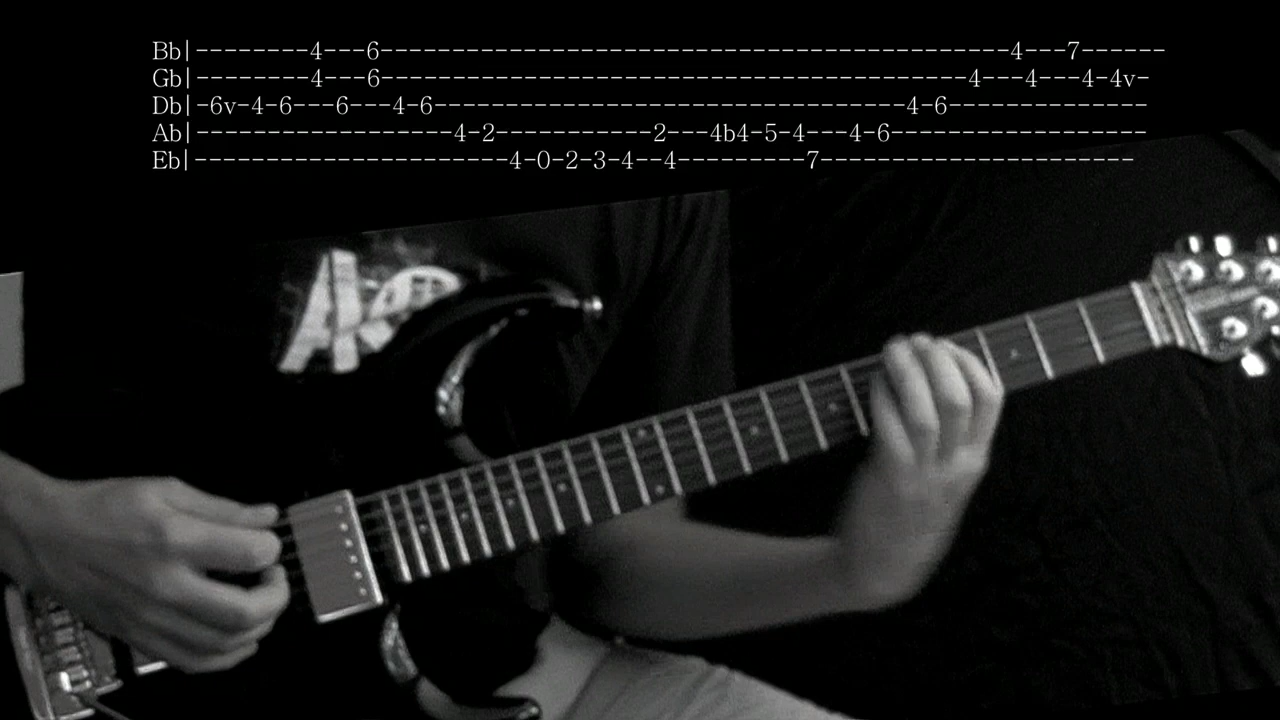 Bb|--------4---6---------------------------------------------4---7------
Gb|--------4---6------------------------------------------4---4---4-4v-
Db|-6v-4-6---6---4-6----------------------------------4-6--------------
Ab|------------------4-2-----------2---4b4-5-4---4-6------------------
Eb|----------------------4-0-2-3-4--4---------7----------------------